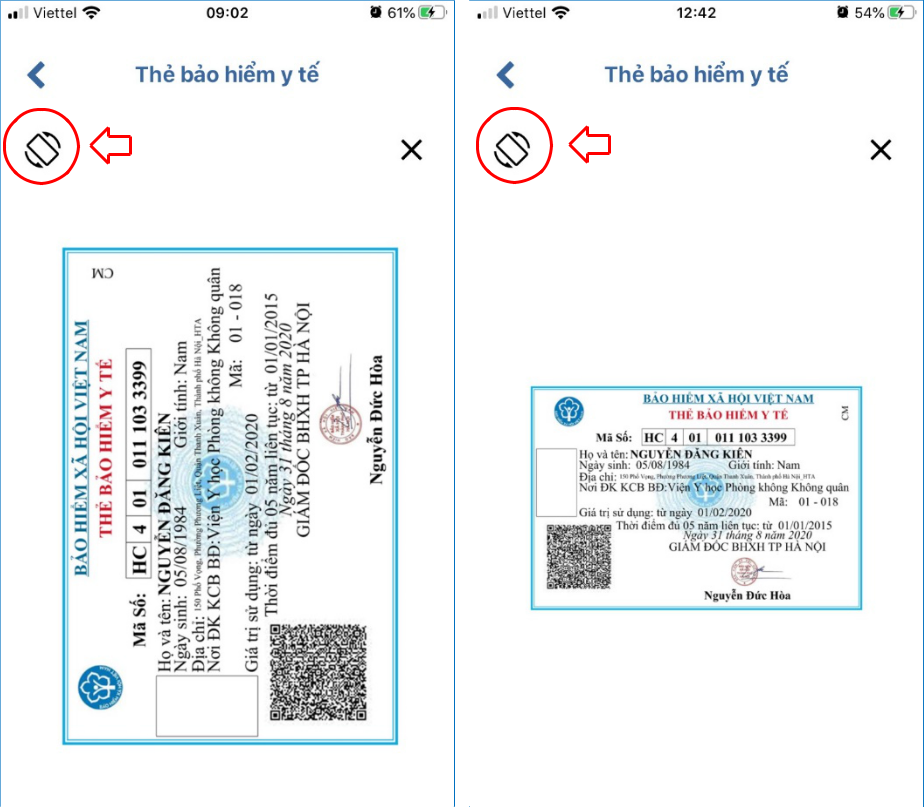 Viettel 09:02 61%
Thẻ bảo hiểm y tế
BẢO HIỂM XÃ HỘI VIỆT NAM
THẺ BẢO HIỂM Y TẾ
CM
Mã Số: HC 4 01 011 103 3399
Họ và tên: NGUYỄN ĐĂNG KIÊN
Ngày sinh: 05/08/1984 Giới tính: Nam
Địa chỉ: 150 Phố Vọng, Phường Phương Liệt, Quận Thanh Xuân, Thành phố Hà Nội_HTA
Nơi ĐK KCB BĐ: Viện Y học Phòng không Không quân
Mã: 01 - 018
Giá trị sử dụng: từ ngày 01/02/2020
Thời điểm đủ 05 năm liên tục: từ 01/01/2015
Ngày 31 tháng 8 năm 2020
GIÁM ĐỐC BHXH TP HÀ NỘI
Nguyễn Đức Hòa
Viettel 12:42 54%
Thẻ bảo hiểm y tế
BẢO HIỂM XÃ HỘI VIỆT NAM
THẺ BẢO HIỂM Y TẾ
CM
Mã Số: HC 4 01 011 103 3399
Họ và tên: NGUYỄN ĐĂNG KIÊN
Ngày sinh: 05/08/1984 Giới tính: Nam
Địa chỉ: 150 Phố Vọng, Phường Phương Liệt, Quận Thanh Xuân, Thành phố Hà Nội_HTA
Nơi ĐK KCB BĐ: Viện Y học Phòng không Không quân
Mã: 01 - 018
Giá trị sử dụng: từ ngày 01/02/2020
Thời điểm đủ 05 năm liên tục: từ 01/01/2015
Ngày 31 tháng 8 năm 2020
GIÁM ĐỐC BHXH TP HÀ NỘI
Nguyễn Đức Hòa